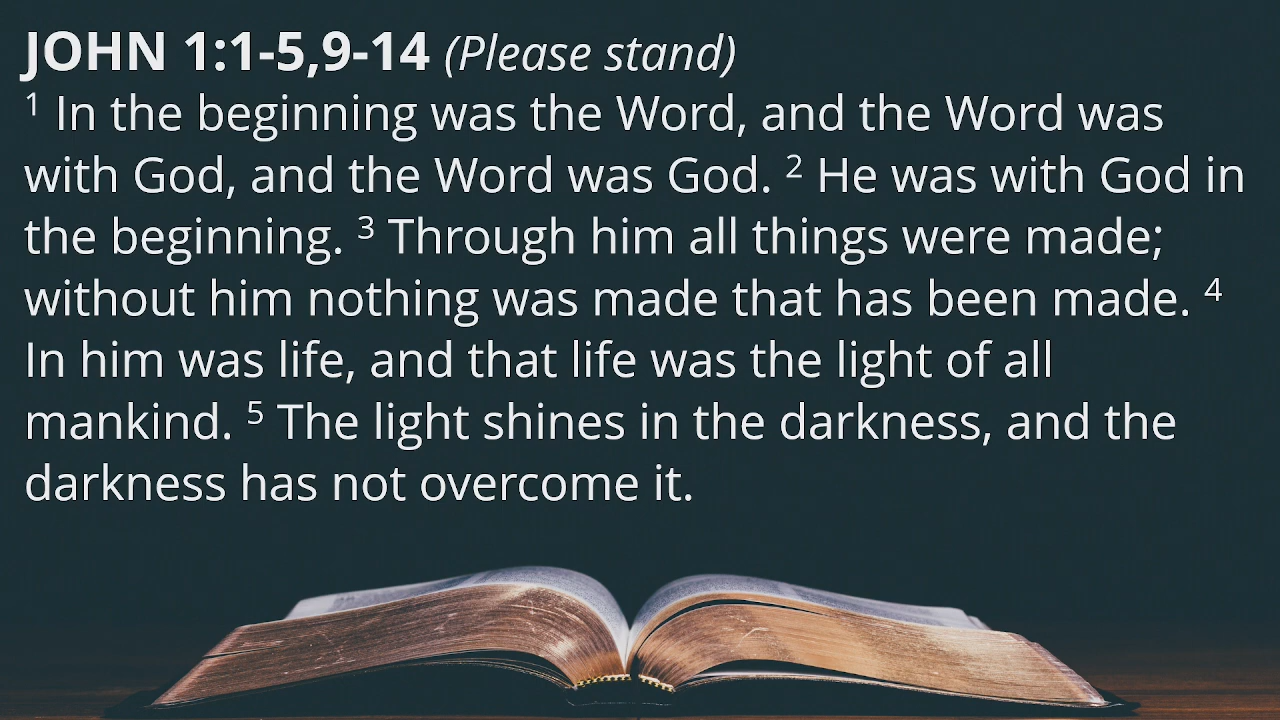 JOHN 1:1-5,9-14 (Please stand)
1 In the beginning was the Word, and the Word was
with God, and the Word was God. 2 He was with God in
the beginning. 3 Through him all things were made;
without him nothing was made that has been made. 4
In him was life, and that life was the light of all
mankind. 5 The light shines in the darkness, and the
darkness has not overcome it.